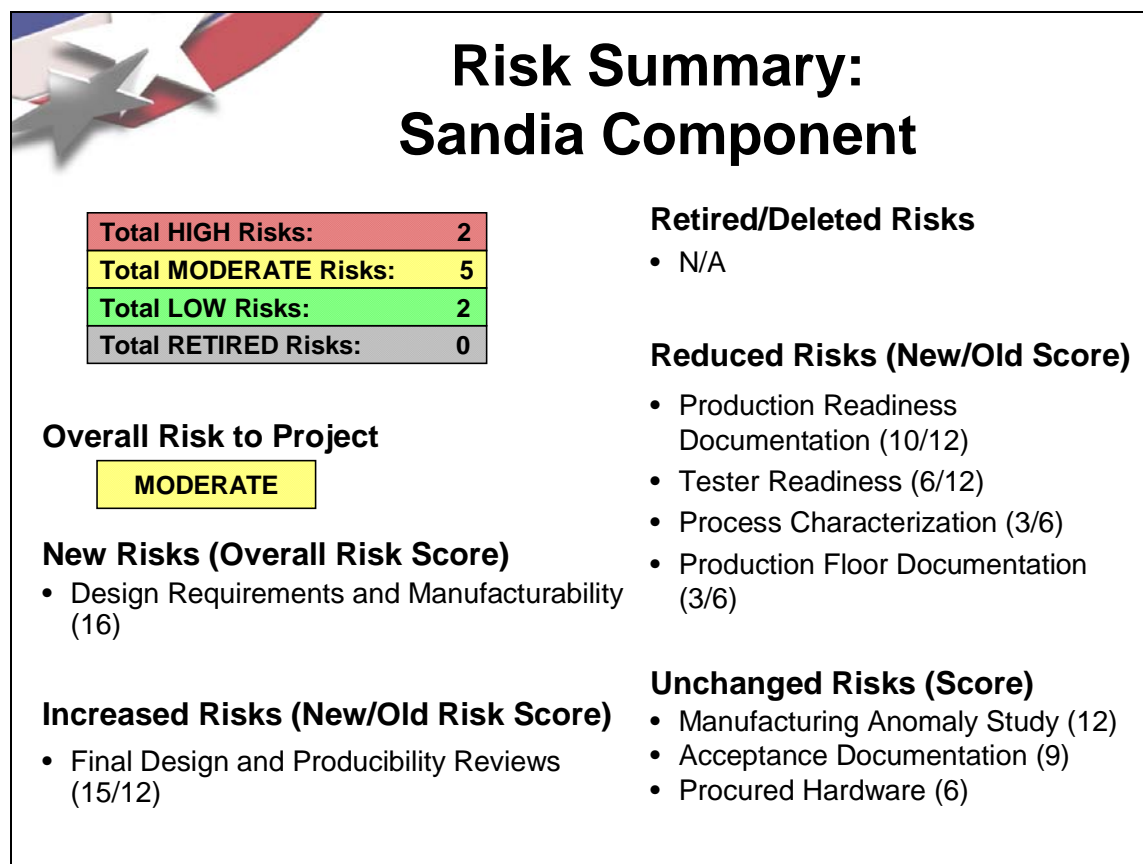 Risk Summary:
Sandia Component
Total HIGH Risks: 2
Total MODERATE Risks: 5
Total LOW Risks: 2
Total RETIRED Risks: 0
Overall Risk to Project
MODERATE
New Risks (Overall Risk Score)
• Design Requirements and Manufacturability
(16)
Increased Risks (New/Old Risk Score)
• Final Design and Producibility Reviews
(15/12)
Retired/Deleted Risks
• N/A
Reduced Risks (New/Old Score)
• Production Readiness
Documentation (10/12)
• Tester Readiness (6/12)
• Process Characterization (3/6)
• Production Floor Documentation
(3/6)
Unchanged Risks (Score)
• Manufacturing Anomaly Study (12)
• Acceptance Documentation (9)
• Procured Hardware (6)